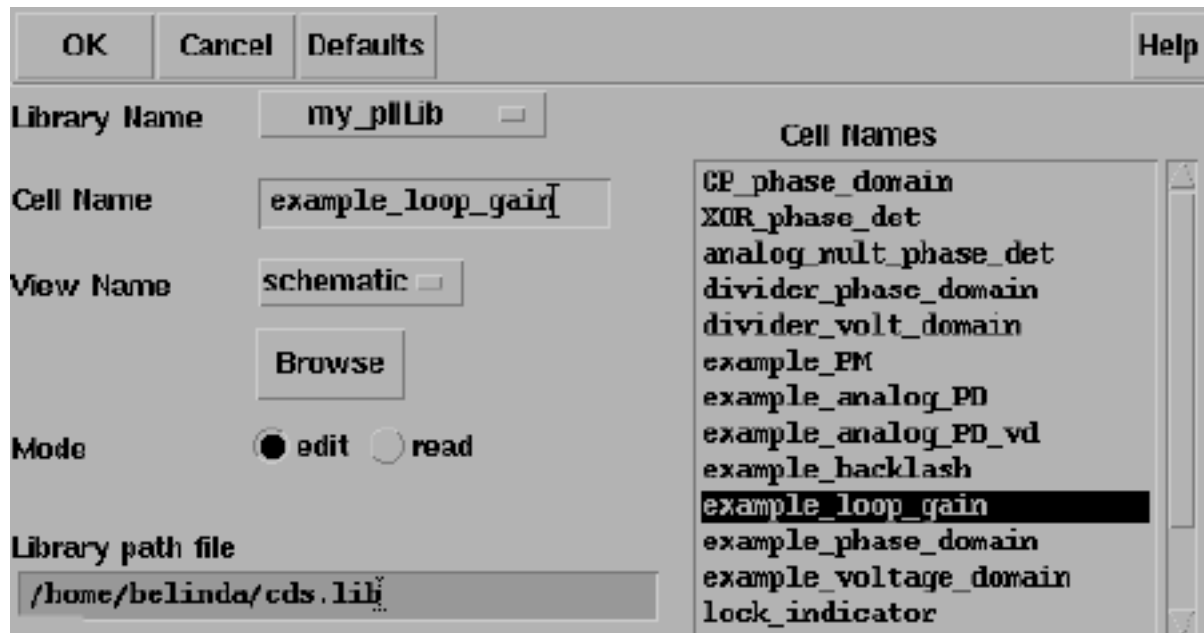 OK Cancel Defaults Help
Library Name my_pllLib
Cell Name example_loop_gain
View Name schematic
Browse
Mode edit read
Library path file
/home/belinda/cds.lib
Cell Names
CP_phase_domain
XOR_phase_det
analog_mult_phase_det
divider_phase_domain
divider_volt_domain
example_PM
example_analog_PD
example_analog_PD_vd
example_backlash
example_loop_gain
example_phase_domain
example_voltage_domain
lock_indicator